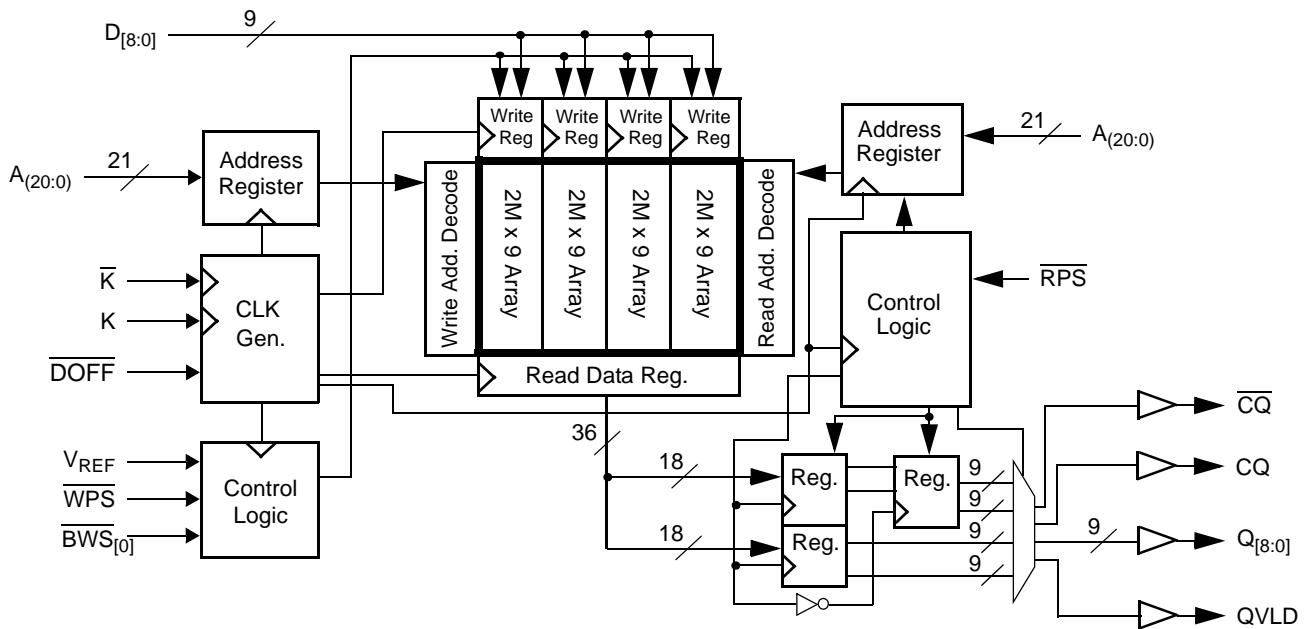 D[8:0]
9
Write Reg
Write Reg
Write Reg
Write Reg
A(20:0)
21
Address Register
Write Add. Decode
2M x 9 Array
2M x 9 Array
2M x 9 Array
2M x 9 Array
Read Add. Decode
Address Register
21
A(20:0)
K̅
K
DOFF
CLK Gen.
Control Logic
RPS
Read Data Reg.
36
VREF
WPS
BWS[0]
Control Logic
18
Reg.
Reg.
9
9
18
Reg.
9
9
CQ
CQ
9
Q[8:0]
QVLD